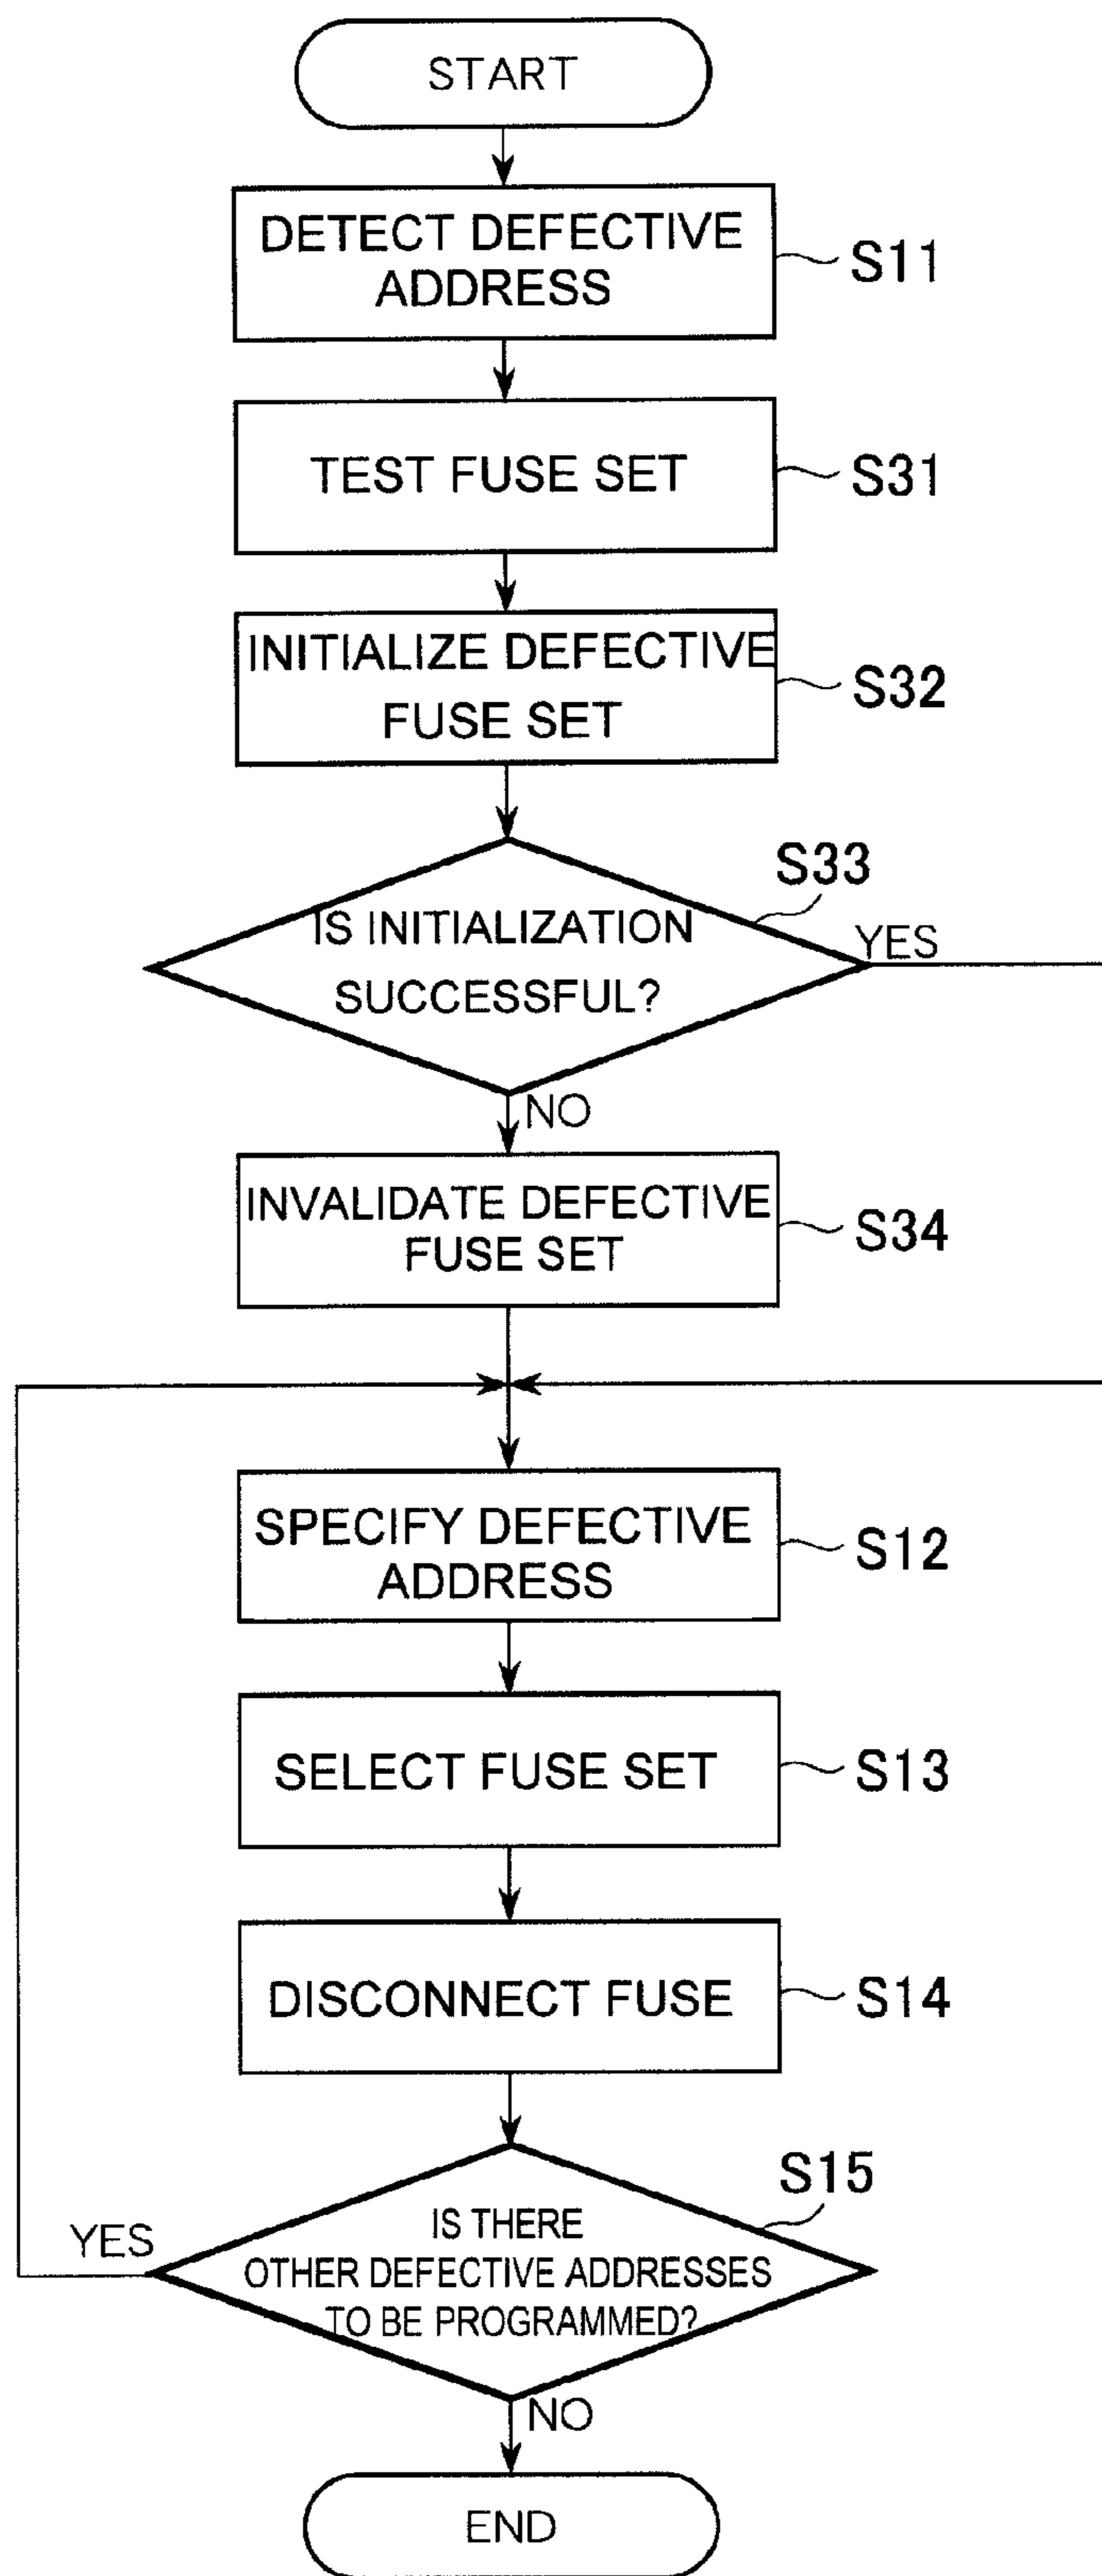 START
DETECT DEFECTIVE
ADDRESS
S11
TEST FUSE SET
S31
INITIALIZE DEFECTIVE
FUSE SET
S32
S33
IS INITIALIZATION
SUCCESSFUL?
YES
NO
INVALIDATE DEFECTIVE
FUSE SET
S34
SPECIFY DEFECTIVE
ADDRESS
S12
SELECT FUSE SET
S13
DISCONNECT FUSE
S14
S15
IS THERE
OTHER DEFECTIVE ADDRESSES
TO BE PROGRAMMED?
YES
NO
END